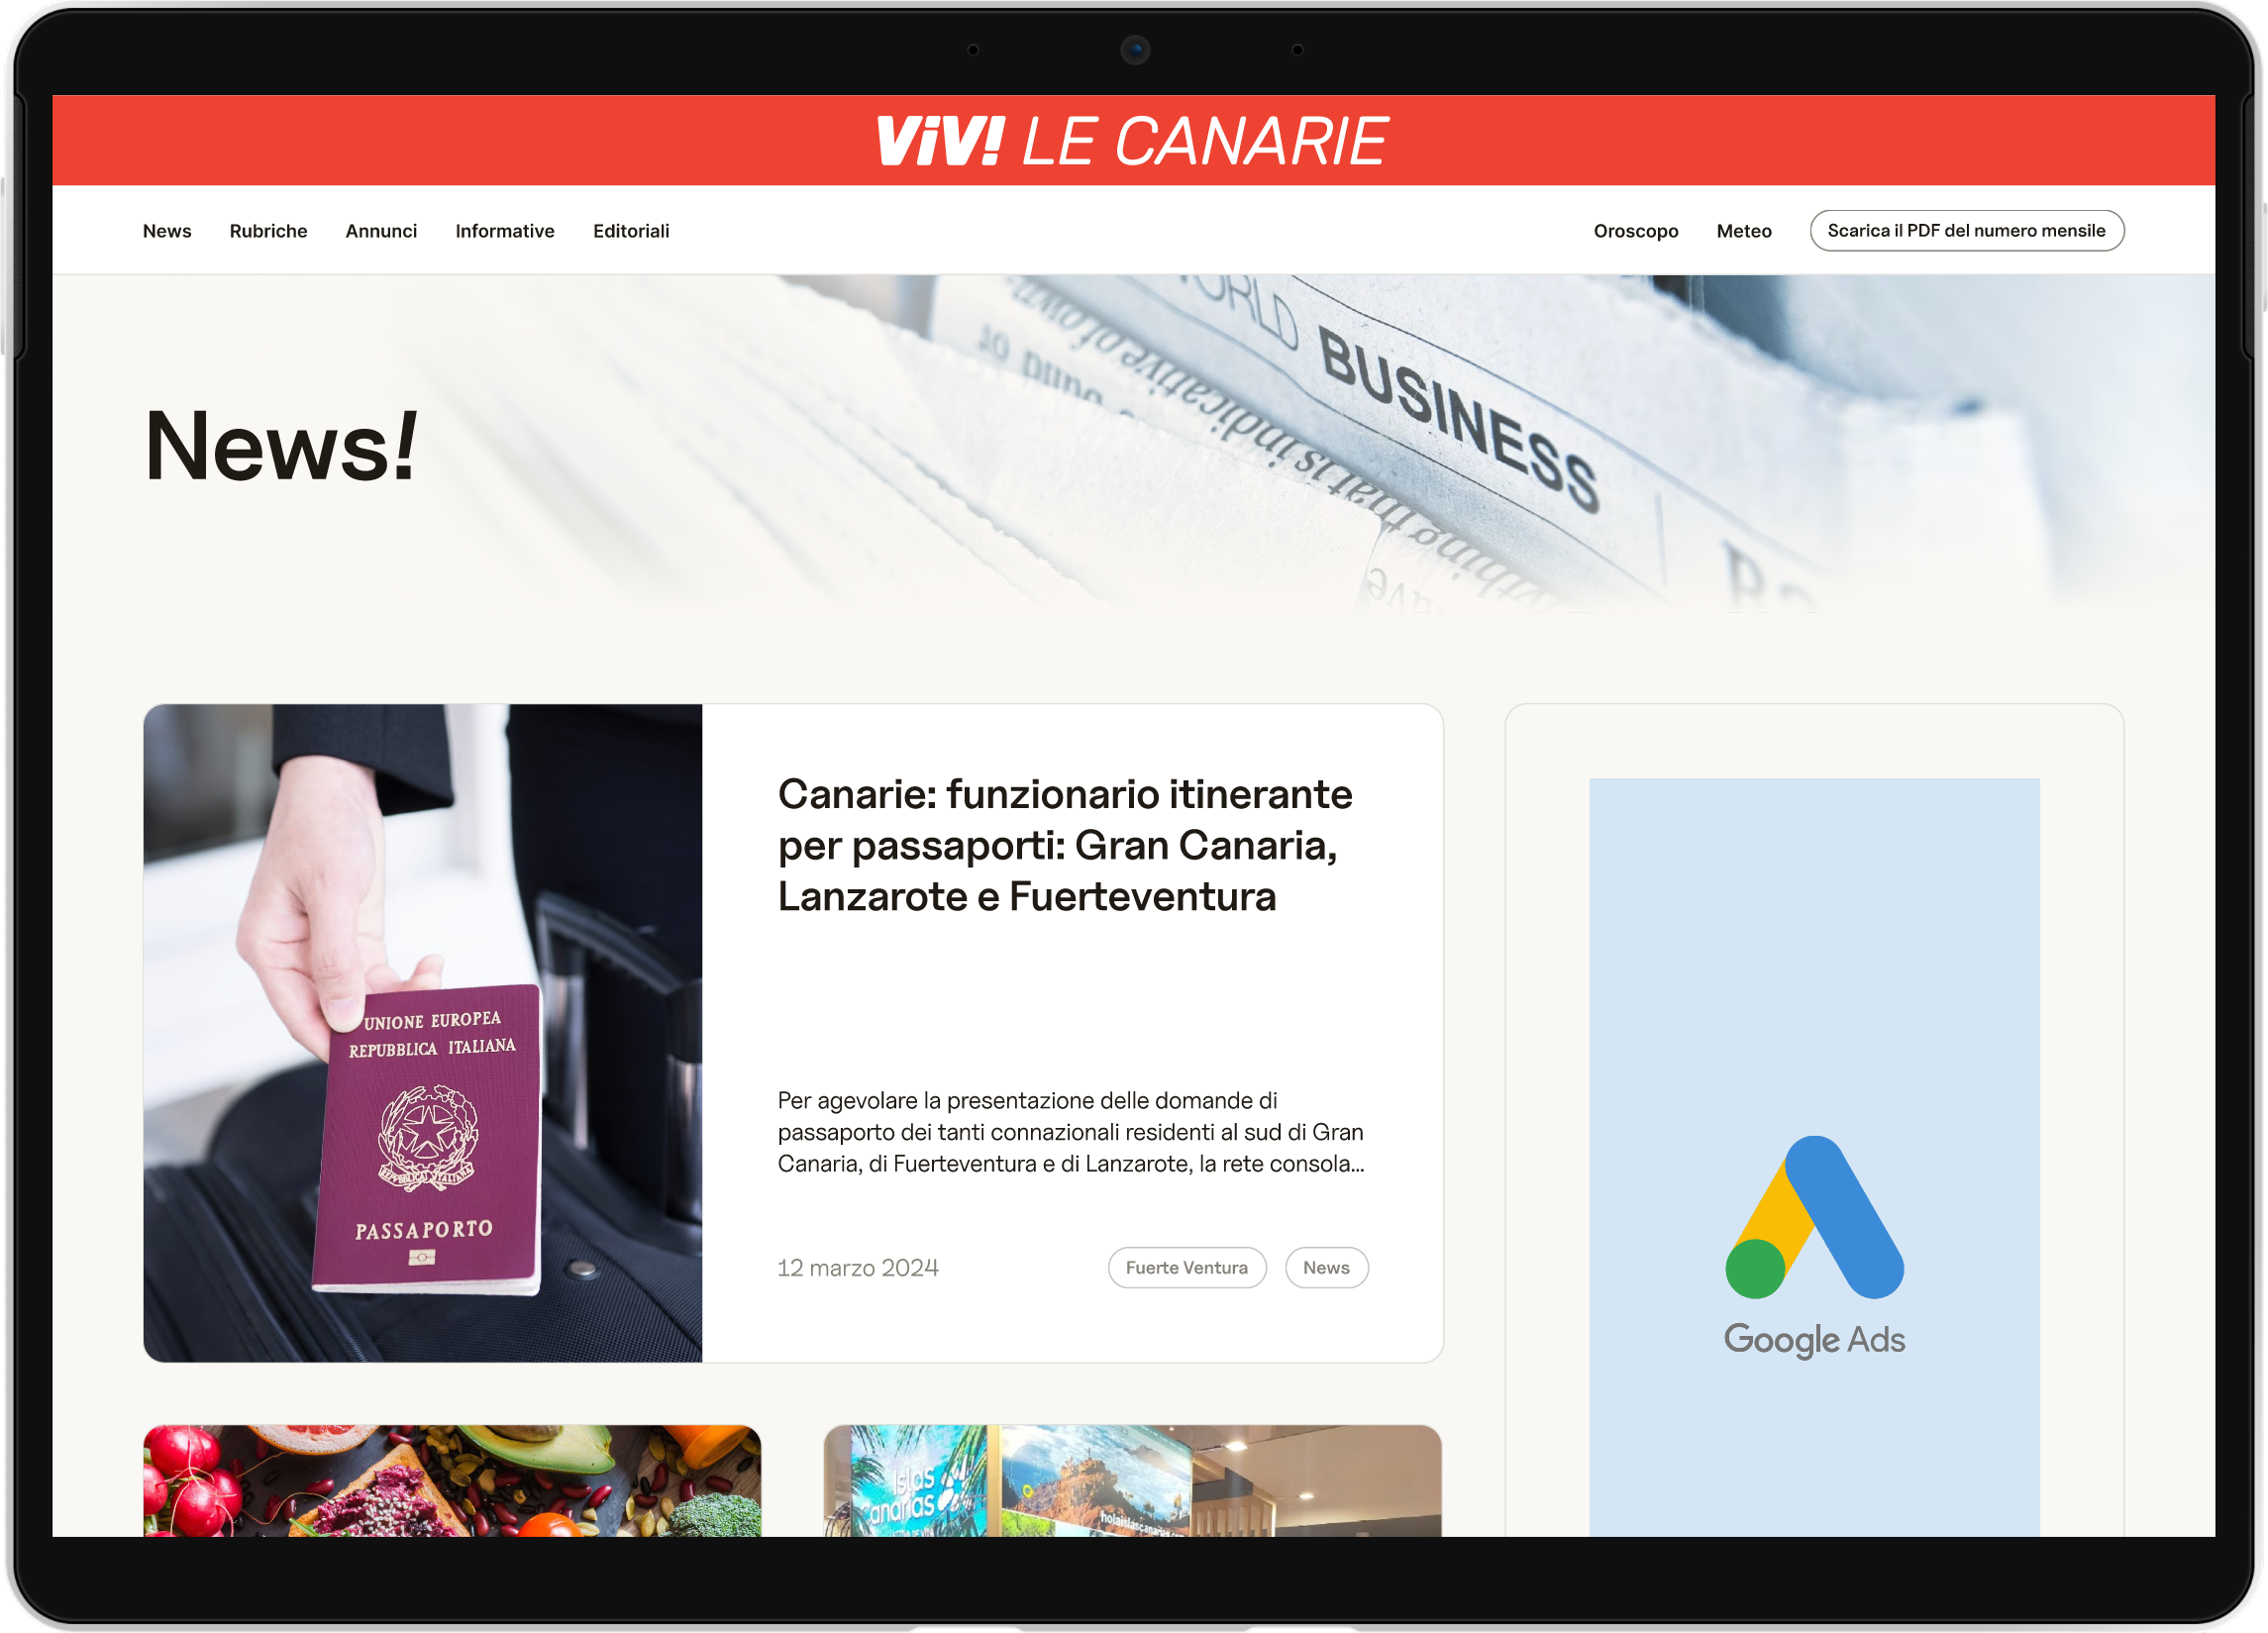 ViV! LE CANARIE
News Rubriche Annunci Informative Editoriali Oroscopo Meteo Scarica il PDF del numero mensile
WORLD
BUSINESS
News!
Canarie: funzionario itinerante
per passaporti: Gran Canaria,
Lanzarote e Fuerteventura
UNIONE EUROPEA
REPUBBLICA ITALIANA
PASSAPORTO
Per agevolare la presentazione delle domande di
passaporto dei tanti connazionali residenti al sud di Gran
Canaria, di Fuerteventura e di Lanzarote, la rete consola...
12 marzo 2024 Fuerte Ventura News
Google Ads
Islas
Canarias